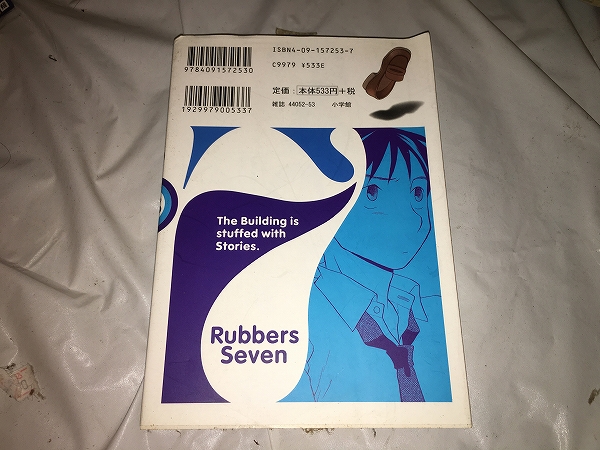 ISBN4-09-157253-7
C9979 ¥533E
9784091572530
定価：本体533円+税
雑誌 44052-53 小学館
1929979005337
The Building is
stuffed with
Stories.
Rubbers
Seven